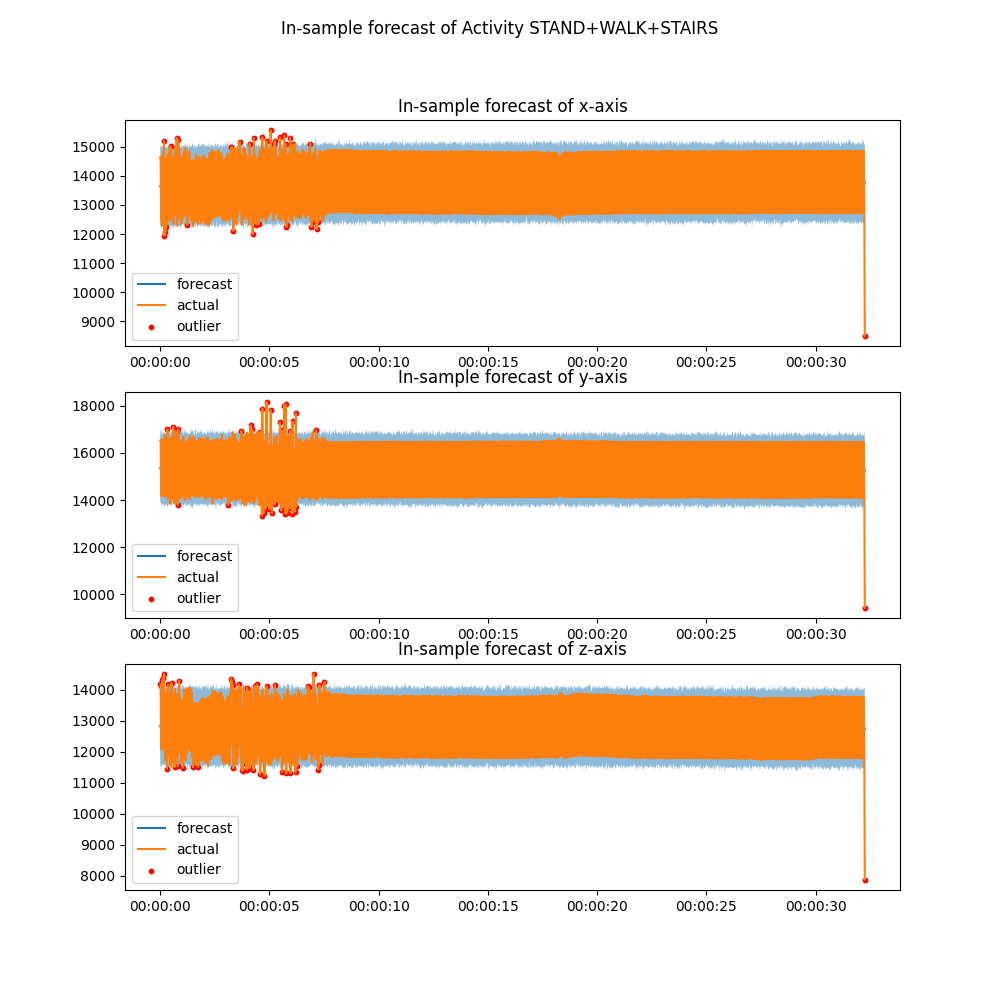 In-sample forecast of Activity STAND+WALK+STAIRS
In-sample forecast of x-axis
15000
14000
13000
12000
11000
10000
9000
forecast
actual
outlier
00:00:00 00:00:05 00:00:10 00:00:15 00:00:20 00:00:25 00:00:30
In-sample forecast of y-axis
18000
16000
14000
12000
10000
forecast
actual
outlier
00:00:00 00:00:05 00:00:10 00:00:15 00:00:20 00:00:25 00:00:30
In-sample forecast of z-axis
14000
13000
12000
11000
10000
9000
8000
forecast
actual
outlier
00:00:00 00:00:05 00:00:10 00:00:15 00:00:20 00:00:25 00:00:30